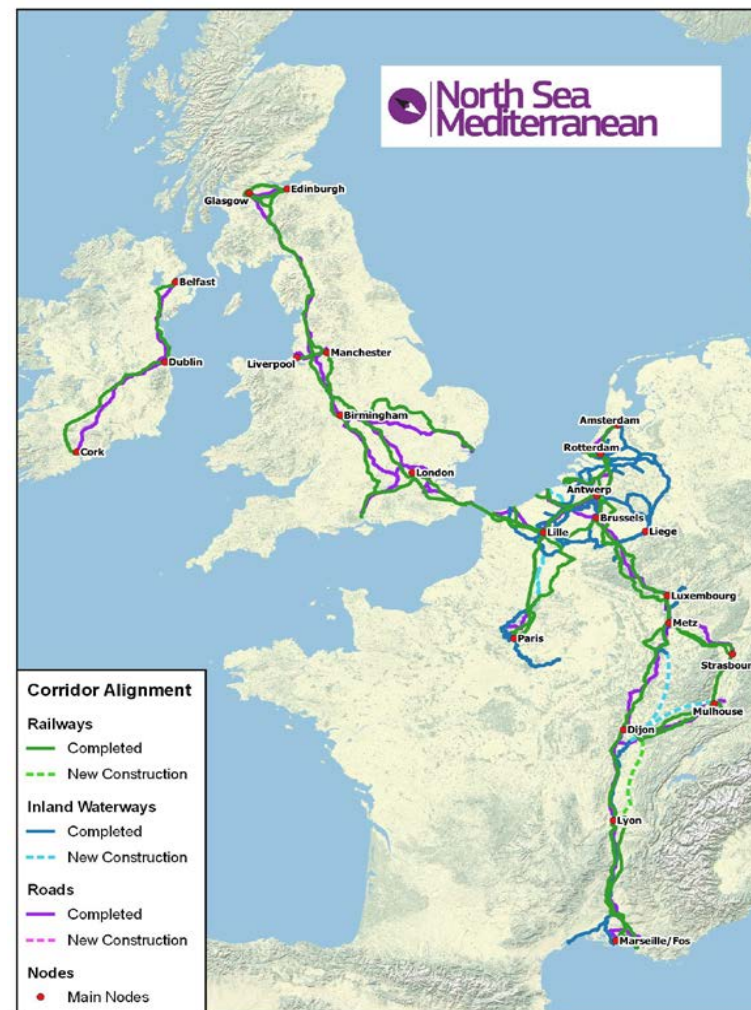 North Sea
Mediterranean
Edinburgh
Glasgow
Belfast
Dublin
Manchester
Liverpool
Birmingham
Cork
London
Amsterdam
Rotterdam
Antwerp
Brussels
Lille
Liege
Luxembourg
Metz
Paris
Strasbour
Mulhouse
Dijon
Lyon
Marseille/Fos
Corridor Alignment
Railways
Completed
New Construction
Inland Waterways
Completed
New Construction
Roads
Completed
New Construction
Nodes
Main Nodes